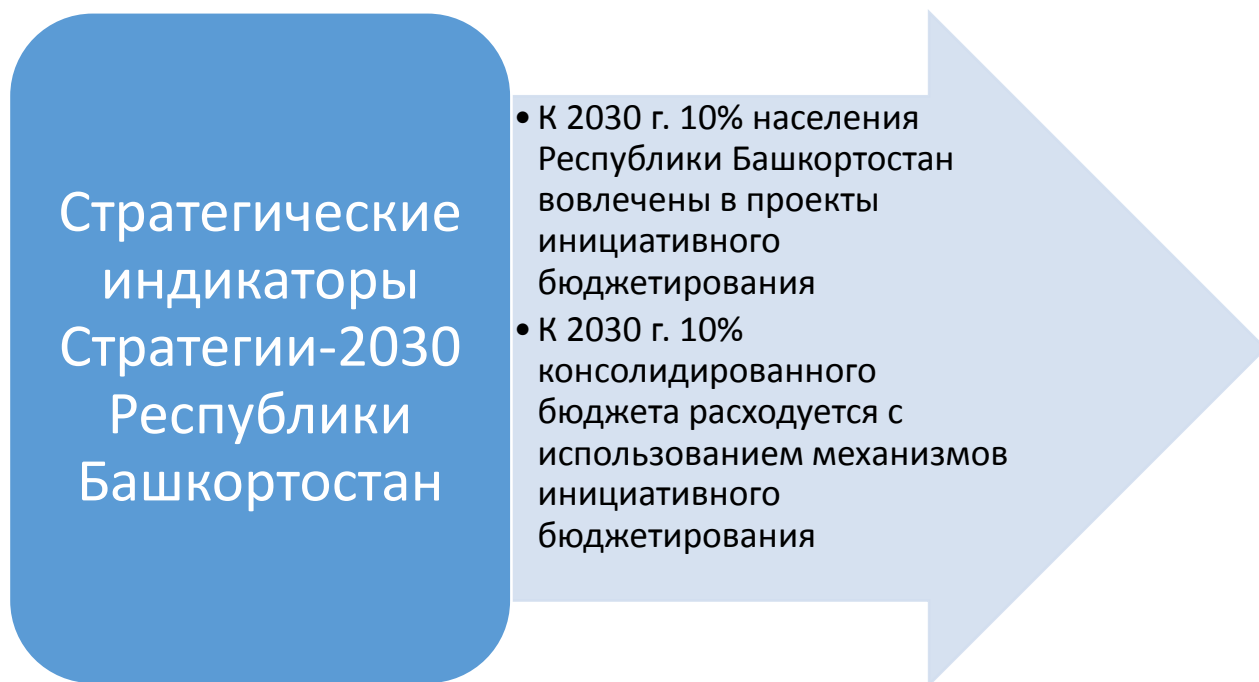 Стратегические
индикаторы
Стратегии-2030
Республики
Башкортостан
• К 2030 г. 10% населения
Республики Башкортостан
вовлечены в проекты
инициативного
бюджетирования
• К 2030 г. 10%
консолидированного
бюджета расходуется с
использованием механизмов
инициативного
бюджетирования